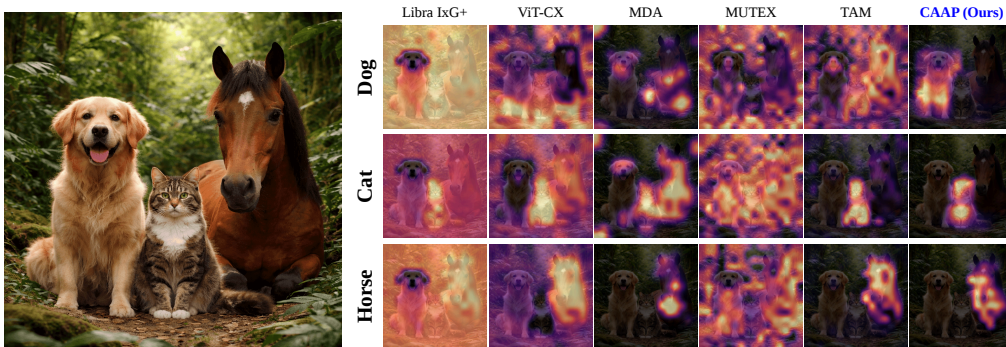 Libra IxG+ ViT-CX MDA MUTEX TAM CAAP (Ours)
Dog
Cat
Horse